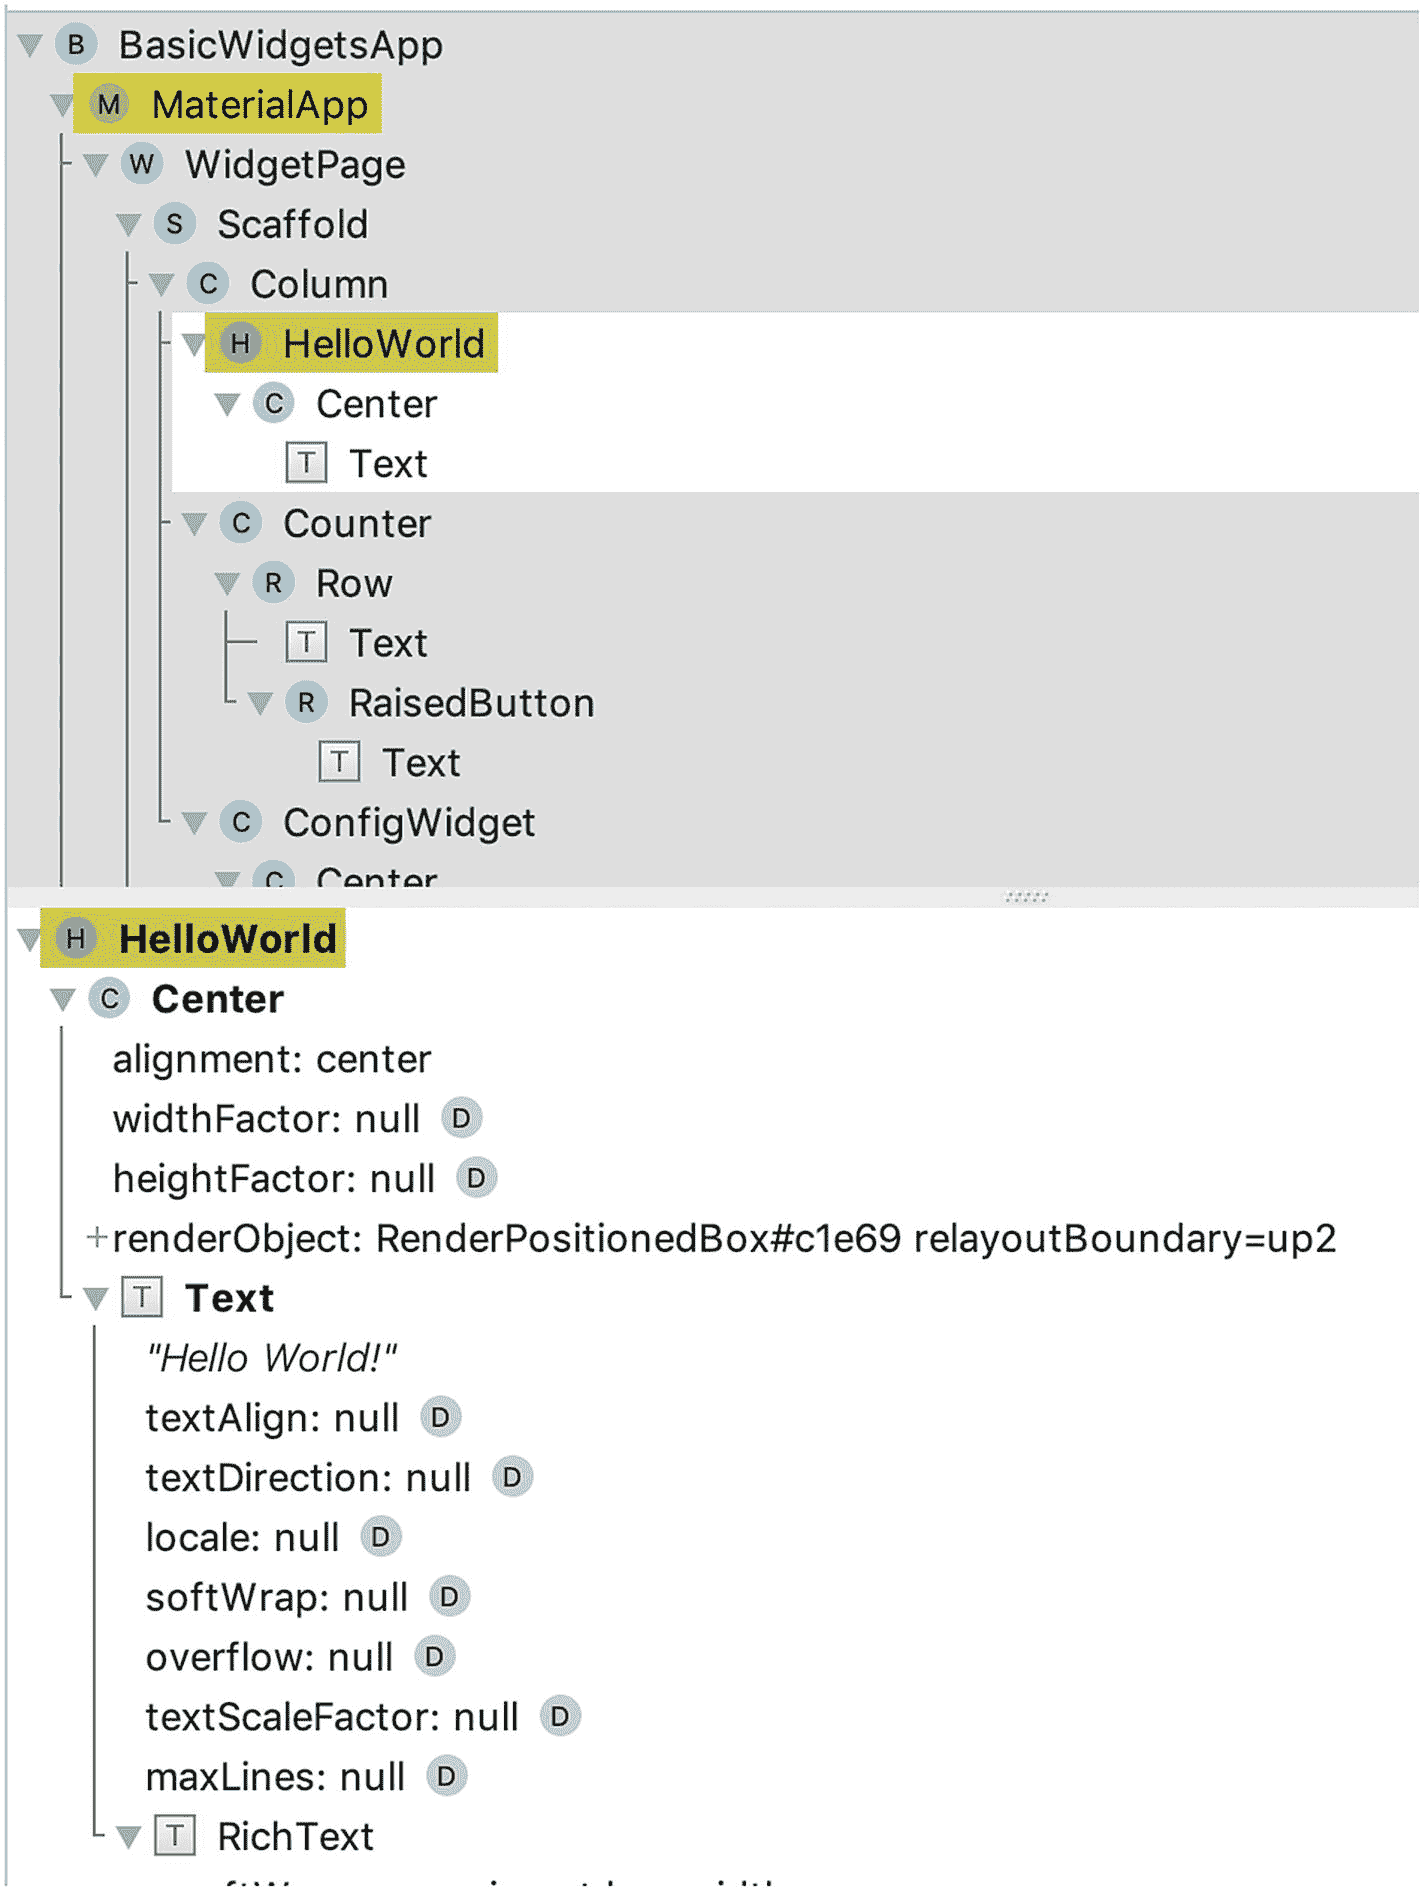 B BasicWidgetsApp
M MaterialApp
W WidgetPage
S Scaffold
C Column
H HelloWorld
C Center
T Text
C Counter
R Row
T Text
R RaisedButton
T Text
C ConfigWidget
C Center
H HelloWorld
C Center
alignment: center
widthFactor: null D
heightFactor: null D
+renderObject: RenderPositionedBox#c1e69 relayoutBoundary=up2
T Text
"Hello World!"
textAlign: null D
textDirection: null D
locale: null D
softWrap: null D
overflow: null D
textScaleFactor: null D
maxLines: null D
T RichText